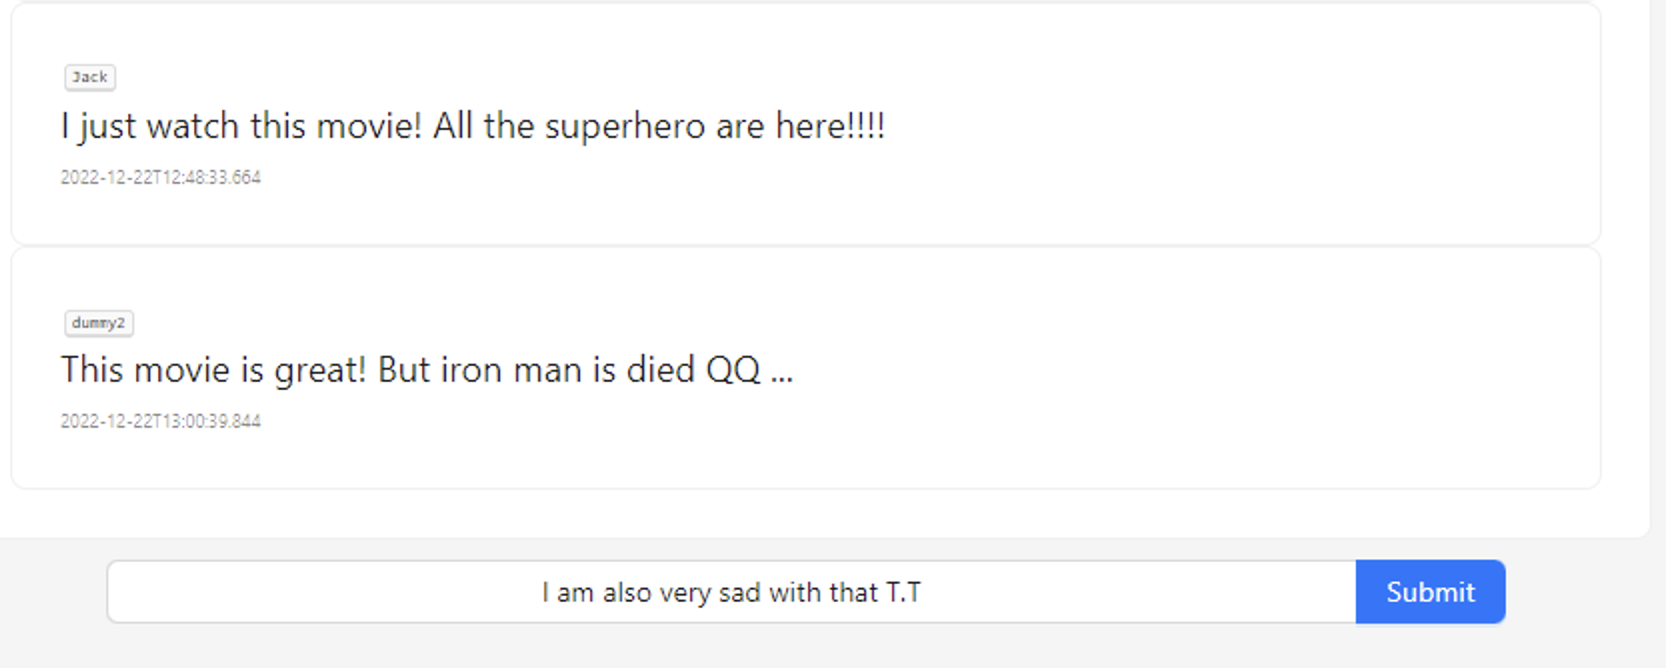 Jack
I just watch this movie! All the superhero are here!!!!
2022-12-22T12:48:33.664
dummy2
This movie is great! But iron man is died QQ ...
2022-12-22T13:00:39.844
I am also very sad with that T.T
Submit